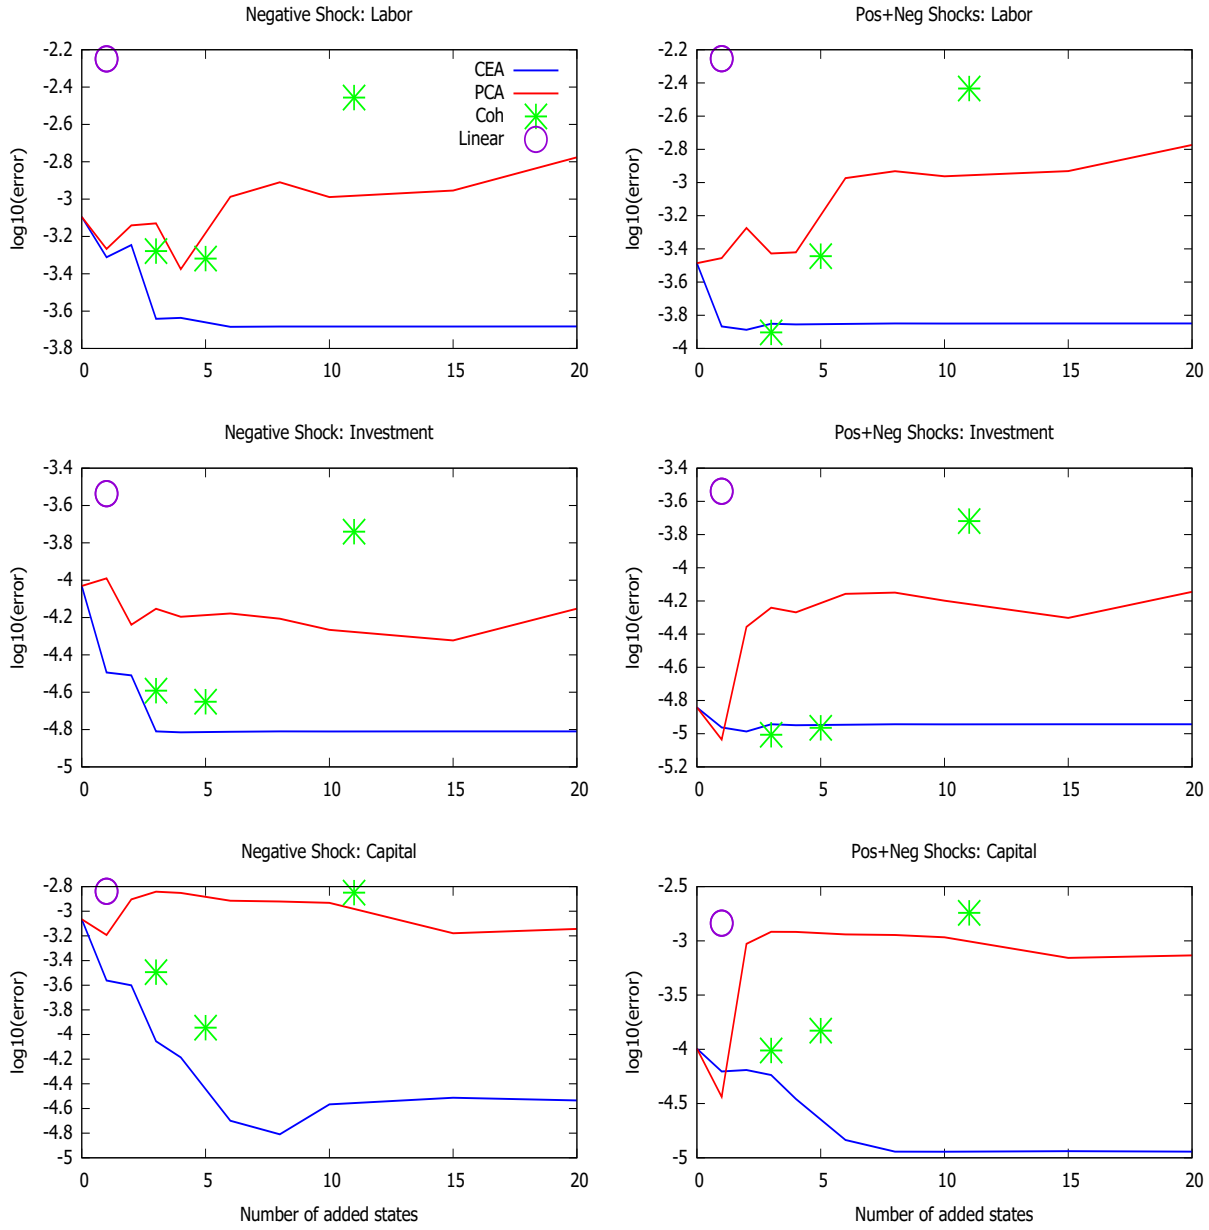 Negative Shock: Labor
log10(error)
-2.2
-2.4
-2.6
-2.8
-3
-3.2
-3.4
-3.6
-3.8
0 5 10 15 20
CEA
PCA
Coh
Linear
Pos+Neg Shocks: Labor
log10(error)
-2.2
-2.4
-2.6
-2.8
-3
-3.2
-3.4
-3.6
-3.8
-4
0 5 10 15 20
Negative Shock: Investment
log10(error)
-3.4
-3.6
-3.8
-4
-4.2
-4.4
-4.6
-4.8
-5
0 5 10 15 20
Pos+Neg Shocks: Investment
log10(error)
-3.4
-3.6
-3.8
-4
-4.2
-4.4
-4.6
-4.8
-5
-5.2
0 5 10 15 20
Negative Shock: Capital
log10(error)
-2.8
-3
-3.2
-3.4
-3.6
-3.8
-4
-4.2
-4.4
-4.6
-4.8
-5
0 5 10 15 20
Number of added states
Pos+Neg Shocks: Capital
log10(error)
-2.5
-3
-3.5
-4
-4.5
-5
0 5 10 15 20
Number of added states